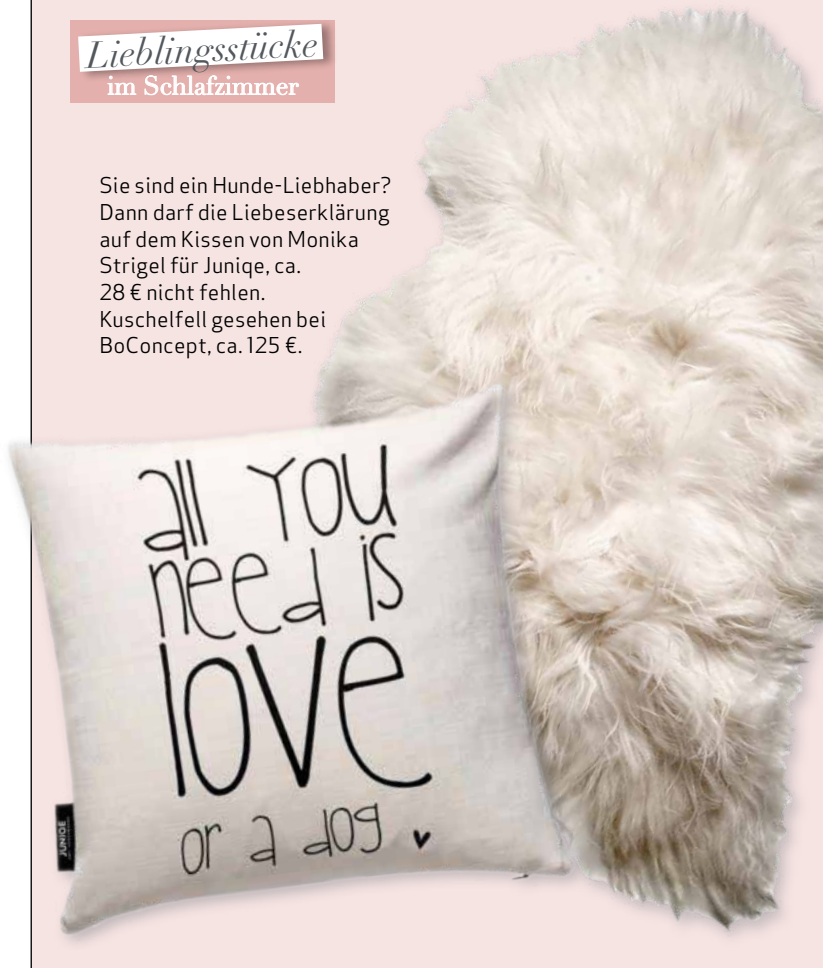 Lieblingsstücke
im Schlafzimmer
Sie sind ein Hunde-Liebhaber?
Dann darf die Liebeserklärung
auf dem Kissen von Monika
Strigel für Juniqe, ca.
28 € nicht fehlen.
Kuschelfell gesehen bei
BoConcept, ca. 125 €.
all you
need is
love
or a dog
JUNIQE